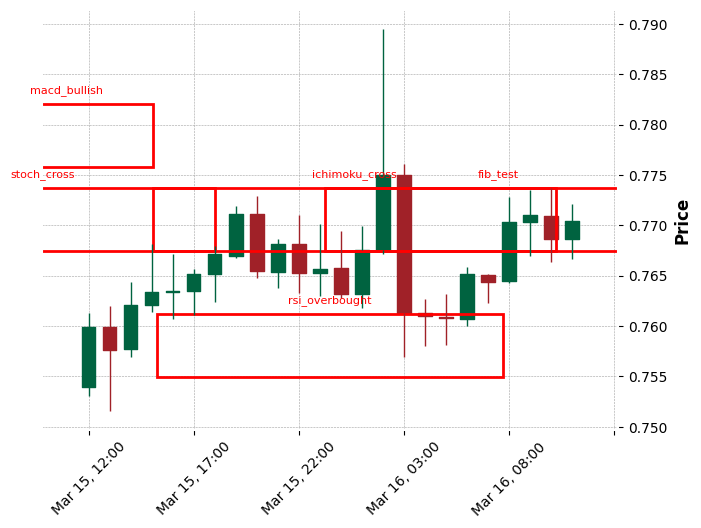 macd_bullish
stoch_cross
ichimoku_cross
fib_test
rsi_overbought
0.790
0.785
0.780
0.775
0.770
0.765
0.760
0.755
0.750
Price
Mar 15, 12:00
Mar 15, 17:00
Mar 15, 22:00
Mar 16, 03:00
Mar 16, 08:00